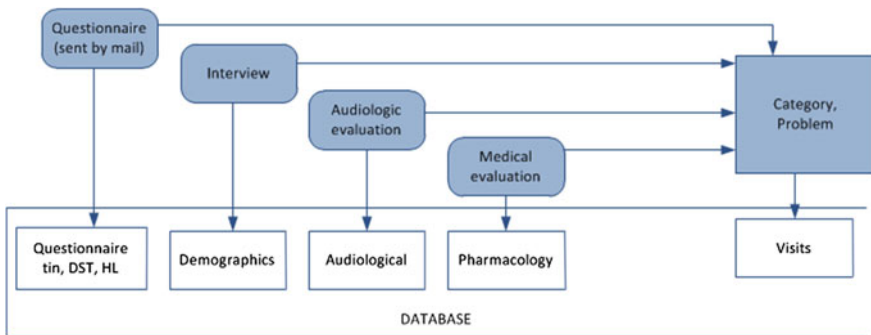 Questionnaire
(sent by mail)
Interview
Audiologic
evaluation
Medical
evaluation
Category,
Problem
Questionnaire
tin, DST, HL
Demographics
Audiological
Pharmacology
Visits
DATABASE